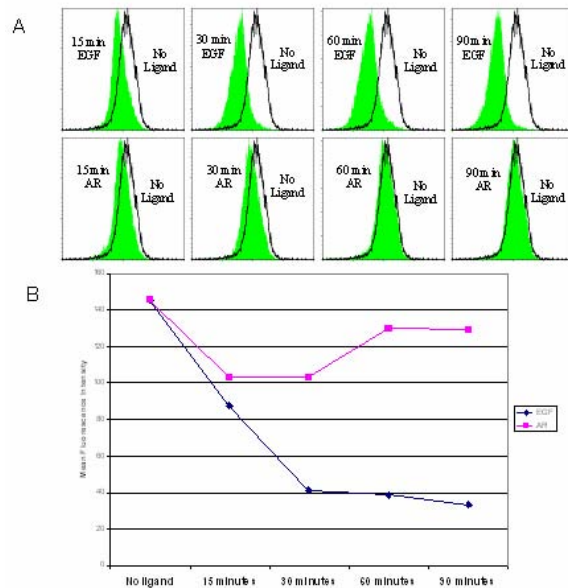 A
15 min
EGF
No
Ligand
30 min
EGF
No
Ligand
60 min
EGF
No
Ligand
90 min
EGF
No
Ligand
15 min
AR
No
Ligand
30 min
AR
No
Ligand
60 min
AR
No
Ligand
90 min
AR
No
Ligand
B
160
140
120
100
80
60
40
20
0
Mean Fluorescence Intensity
No ligand
15 minutes
30 minutes
60 minutes
90 minutes
EGF
AR